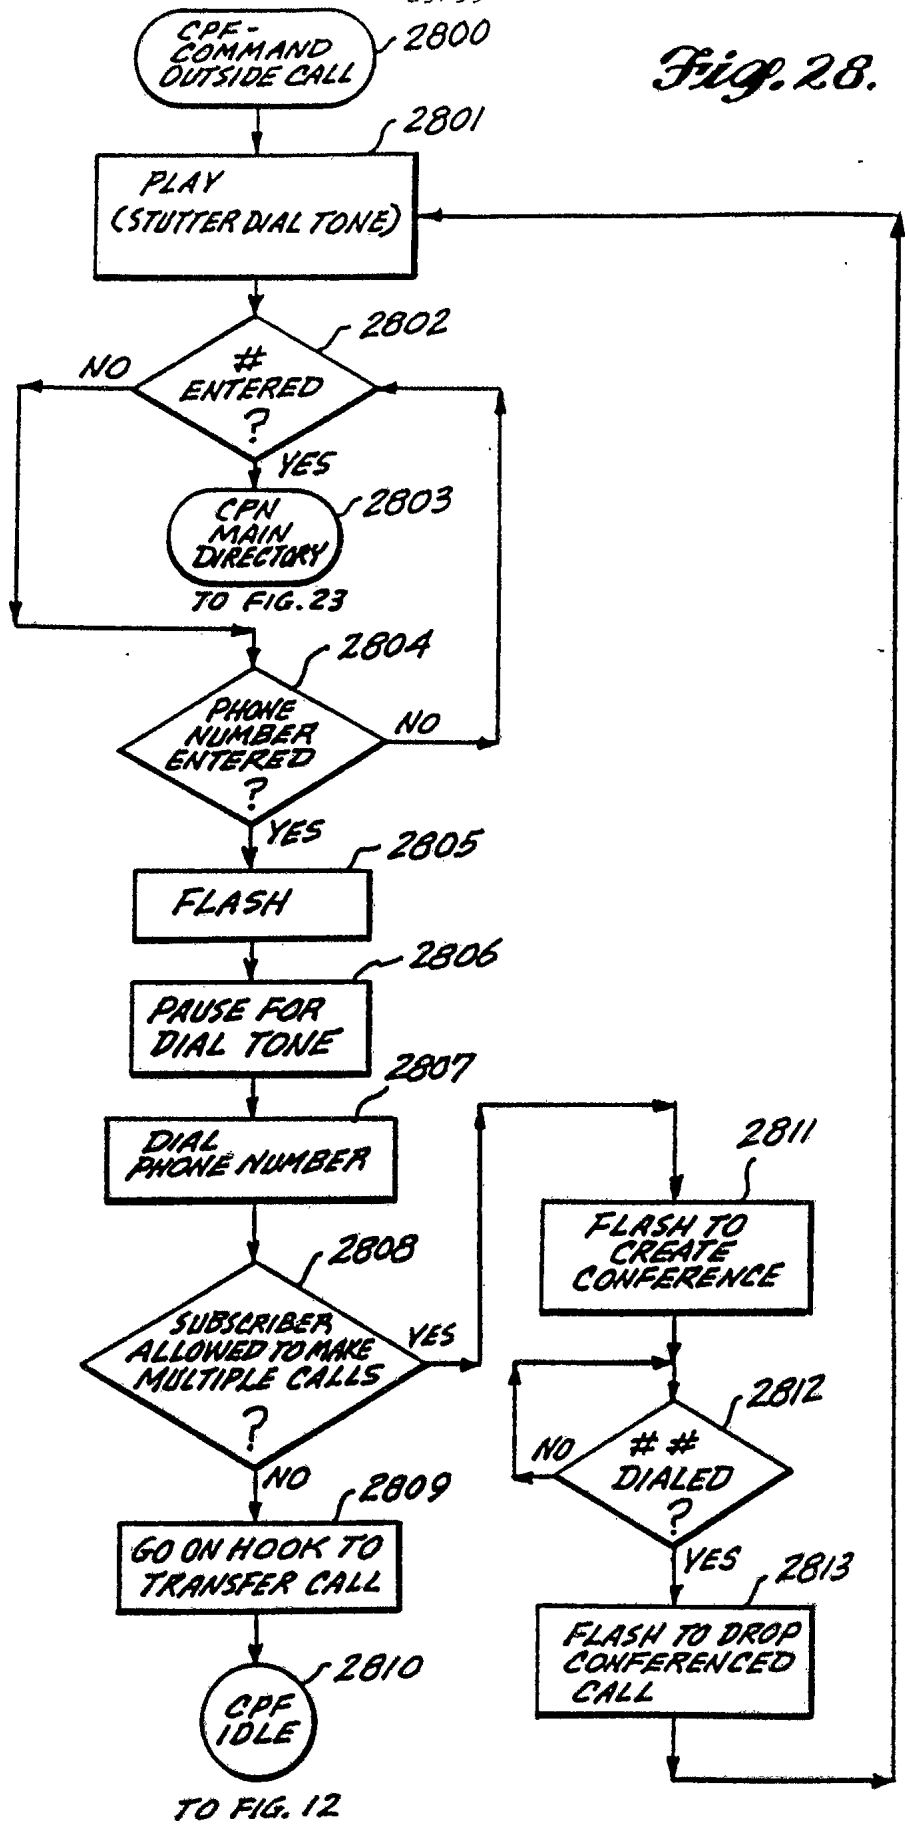 CPF-
COMMAND
OUTSIDE CALL
2800
Fig. 28.
2801
PLAY
(STUTTER DIAL TONE)
2802
#
ENTERED
?
NO
YES
2803
CPN
MAIN
DIRECTORY
TO FIG. 23
2804
PHONE
NUMBER
ENTERED
?
NO
YES
2805
FLASH
2806
PAUSE FOR
DIAL TONE
2807
DIAL
PHONE NUMBER
2808
SUBSCRIBER
ALLOWED TO MAKE
MULTIPLE CALLS
?
YES
NO
2809
GO ON HOOK TO
TRANSFER CALL
2810
CPF
IDLE
TO FIG. 12
2811
FLASH TO
CREATE
CONFERENCE
2812
# #
DIALED
?
NO
YES
2813
FLASH TO DROP
CONFERENCED
CALL